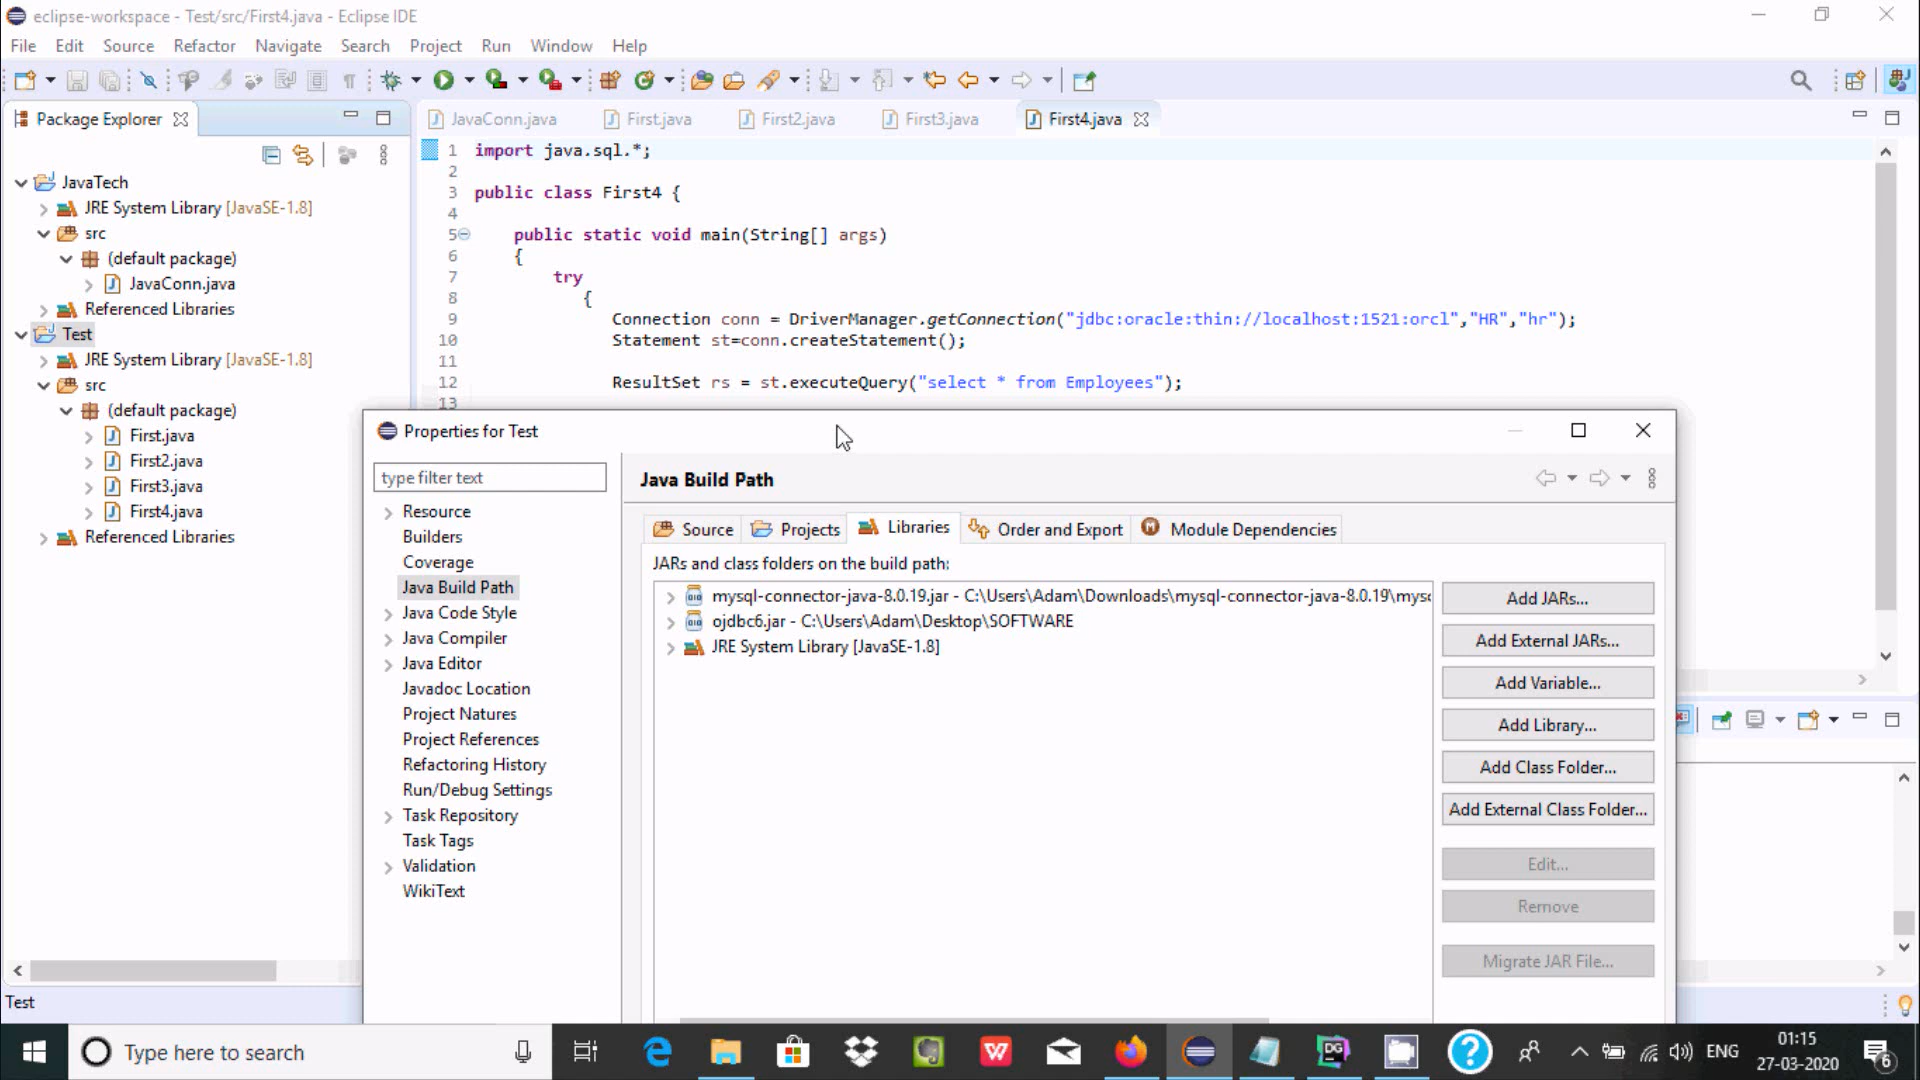 eclipse-workspace - Test/src/First4.java - Eclipse IDE
File Edit Source Refactor Navigate Search Project Run Window Help
Package Explorer
JavaConn.java First.java First2.java First3.java First4.java
JavaTech
JRE System Library [JavaSE-1.8]
src
(default package)
JavaConn.java
Referenced Libraries
Test
JRE System Library [JavaSE-1.8]
src
(default package)
First.java
First2.java
First3.java
First4.java
Referenced Libraries
1 import java.sql.*;
2
3 public class First4 {
4
5 public static void main(String[] args)
6 {
7 try
8 {
9 Connection conn = DriverManager.getConnection("jdbc:oracle:thin://localhost:1521:orcl","HR","hr");
10 Statement st=conn.createStatement();
11
12 ResultSet rs = st.executeQuery("select * from Employees");
13
Properties for Test
type filter text
Resource
Builders
Coverage
Java Build Path
Java Code Style
Java Compiler
Java Editor
Javadoc Location
Project Natures
Project References
Refactoring History
Run/Debug Settings
Task Repository
Task Tags
Validation
WikiText
Java Build Path
Source Projects Libraries Order and Export Module Dependencies
JARs and class folders on the build path:
mysql-connector-java-8.0.19.jar - C:\Users\Adam\Downloads\mysql-connector-java-8.0.19\mysc
ojdbc6.jar - C:\Users\Adam\Desktop\SOFTWARE
JRE System Library [JavaSE-1.8]
Add JARs...
Add External JARs...
Add Variable...
Add Library...
Add Class Folder...
Add External Class Folder...
Edit...
Remove
Migrate JAR File...
Test
Type here to search
DG
ENG
01:15
27-03-2020
6